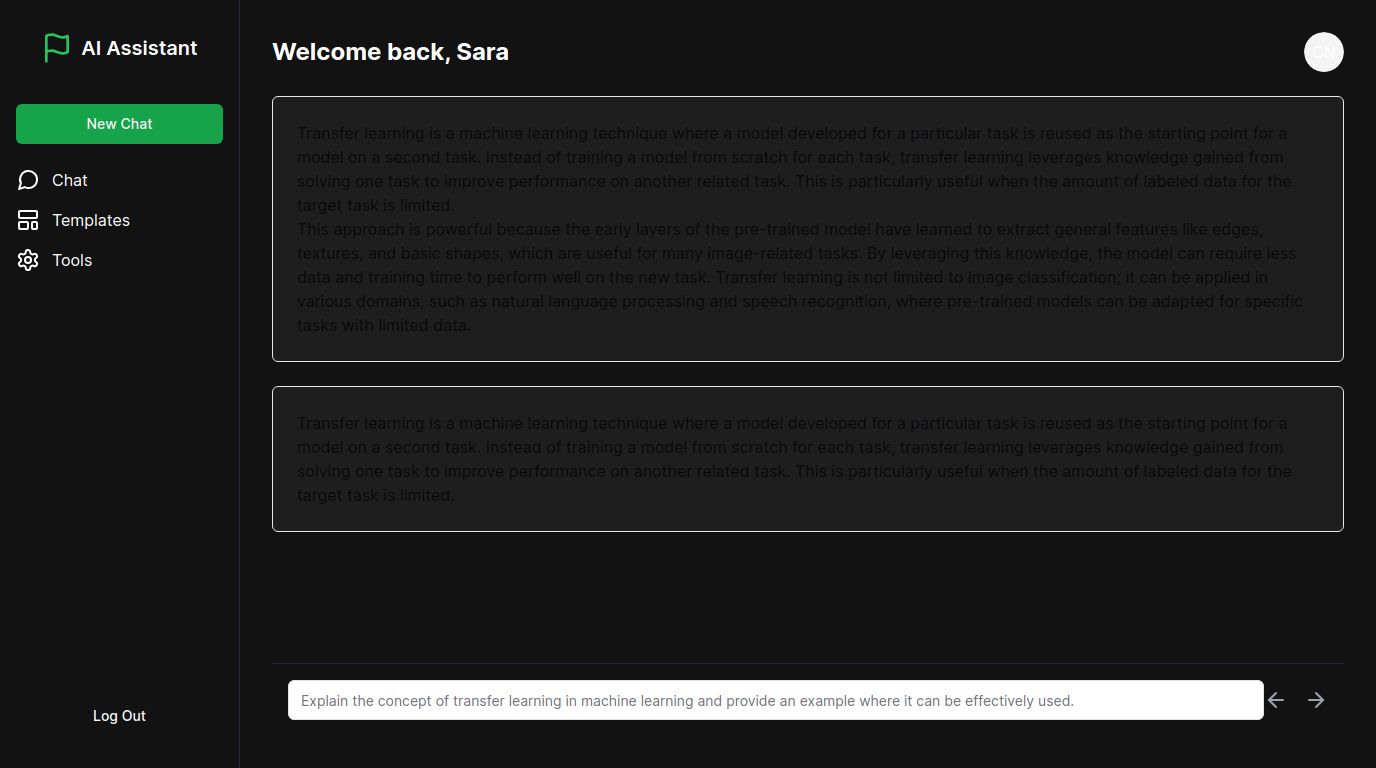 AI Assistant
New Chat
Chat
Templates
Tools
Log Out
Welcome back, Sara
CN
Transfer learning is a machine learning technique where a model developed for a particular task is reused as the starting point for a
model on a second task. Instead of training a model from scratch for each task, transfer learning leverages knowledge gained from
solving one task to improve performance on another related task. This is particularly useful when the amount of labeled data for the
target task is limited.
This approach is powerful because the early layers of the pre-trained model have learned to extract general features like edges,
textures, and basic shapes, which are useful for many image-related tasks. By leveraging this knowledge, the model can require less
data and training time to perform well on the new task. Transfer learning is not limited to image classification; it can be applied in
various domains, such as natural language processing and speech recognition, where pre-trained models can be adapted for specific
tasks with limited data.
Transfer learning is a machine learning technique where a model developed for a particular task is reused as the starting point for a
model on a second task. Instead of training a model from scratch for each task, transfer learning leverages knowledge gained from
solving one task to improve performance on another related task. This is particularly useful when the amount of labeled data for the
target task is limited.
Explain the concept of transfer learning in machine learning and provide an example where it can be effectively used.